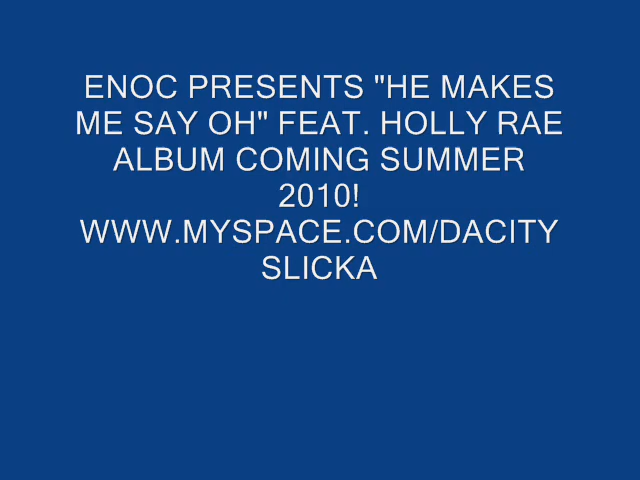 ENOC PRESENTS "HE MAKES
ME SAY OH" FEAT. HOLLY RAE
ALBUM COMING SUMMER
2010!
WWW.MYSPACE.COM/DACITY
SLICKA